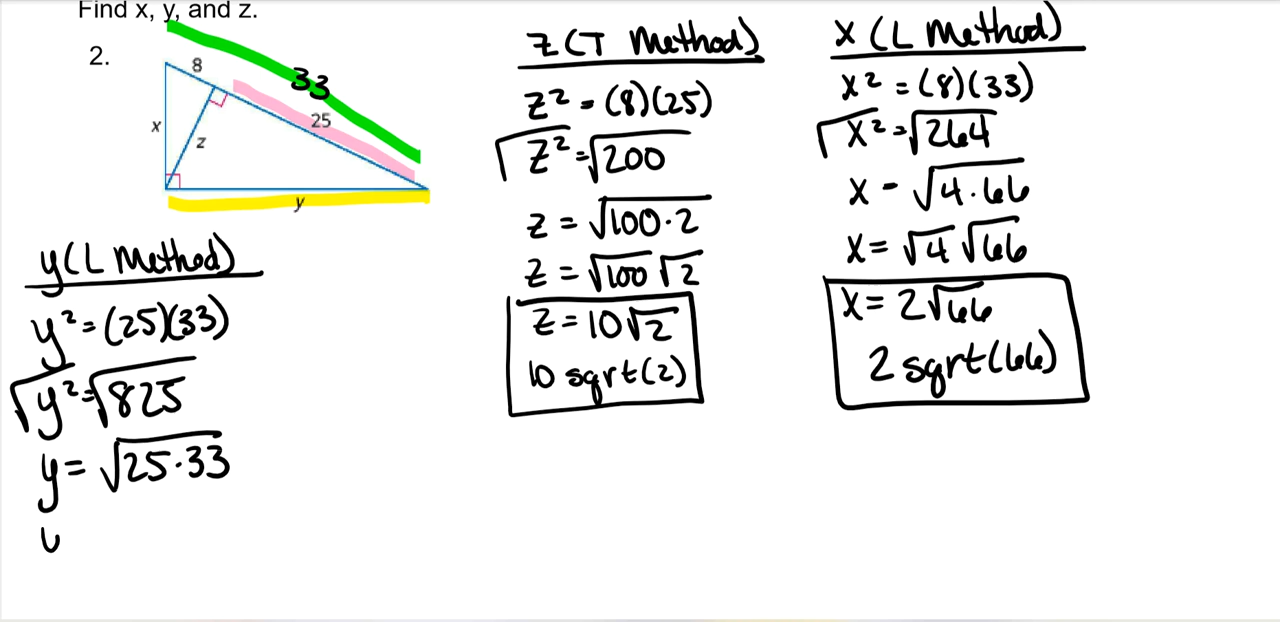 Find x, y, and z.
2.
8
33
25
x
z
y
y (L Method)
y² = (25)(33)
√y² = √825
y = √25·33
z (T Method)
z² = (8)(25)
√z² = √200
z = √100·2
z = √100 √2
z = 10√2
10 sqrt(2)
x (L Method)
x² = (8)(33)
√x² = √264
x = √4·66
x = √4 √66
x = 2√66
2 sqrt(66)